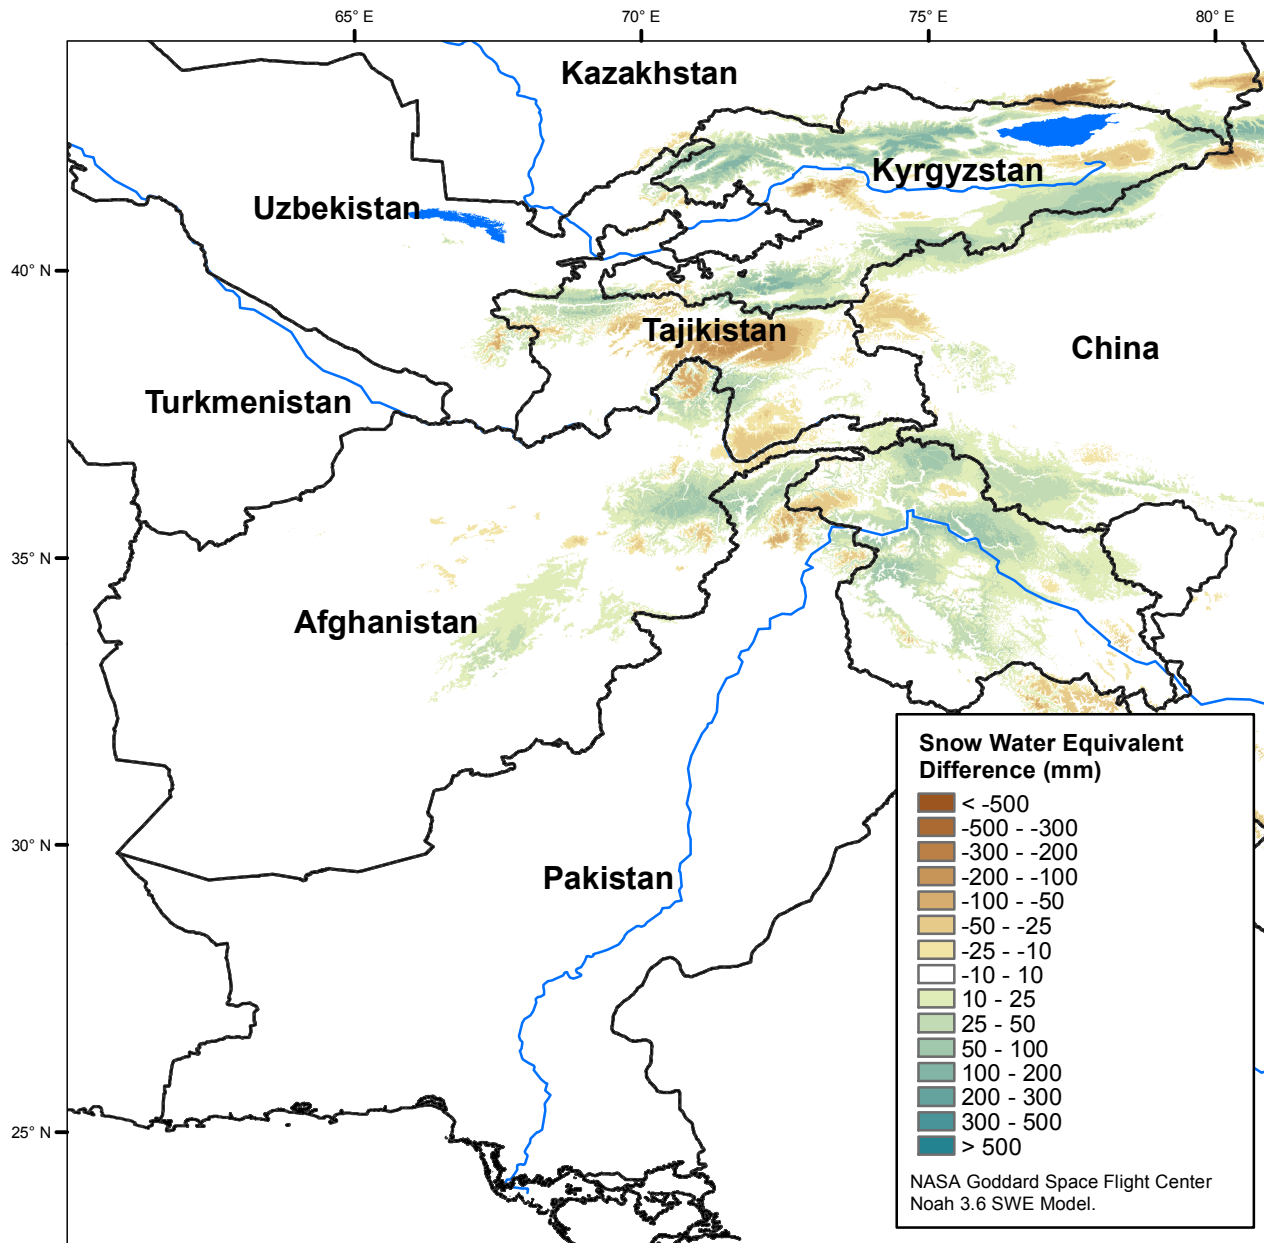 65° E
70° E
75° E
80° E
Kazakhstan
Kyrgyzstan
Uzbekistan
40° N
Tajikistan
China
Turkmenistan
35° N
Afghanistan
Snow Water Equivalent
Difference (mm)
< -500
-500 - -300
-300 - -200
-200 - -100
-100 - -50
-50 - -25
-25 - -10
-10 - 10
10 - 25
25 - 50
50 - 100
100 - 200
200 - 300
300 - 500
> 500
NASA Goddard Space Flight Center
Noah 3.6 SWE Model.
30° N
Pakistan
25° N